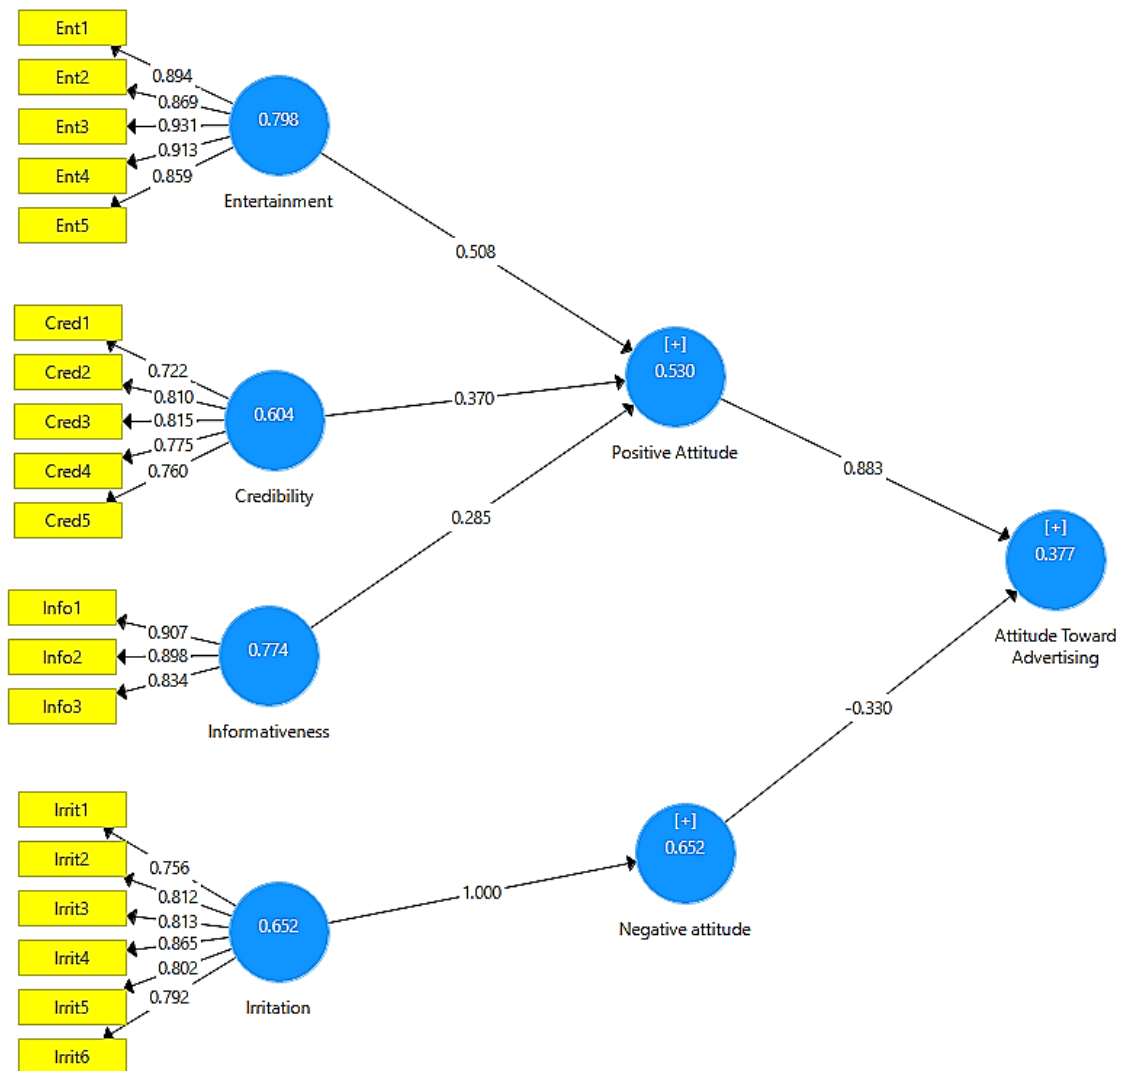 Ent1
Ent2
Ent3
Ent4
Ent5
0.894
0.869
0.931
0.913
0.859
0.798
Entertainment
0.508
Cred1
Cred2
Cred3
Cred4
Cred5
0.722
0.810
0.815
0.775
0.760
0.604
Credibility
0.370
[+]
0.530
Positive Attitude
0.883
Info1
Info2
Info3
0.907
0.898
0.834
0.774
Informativeness
0.285
[+]
0.377
Attitude Toward
Advertising
-0.330
Irrit1
Irrit2
Irrit3
Irrit4
Irrit5
Irrit6
0.756
0.812
0.813
0.865
0.802
0.792
0.652
Irritation
1.000
[+]
0.652
Negative attitude